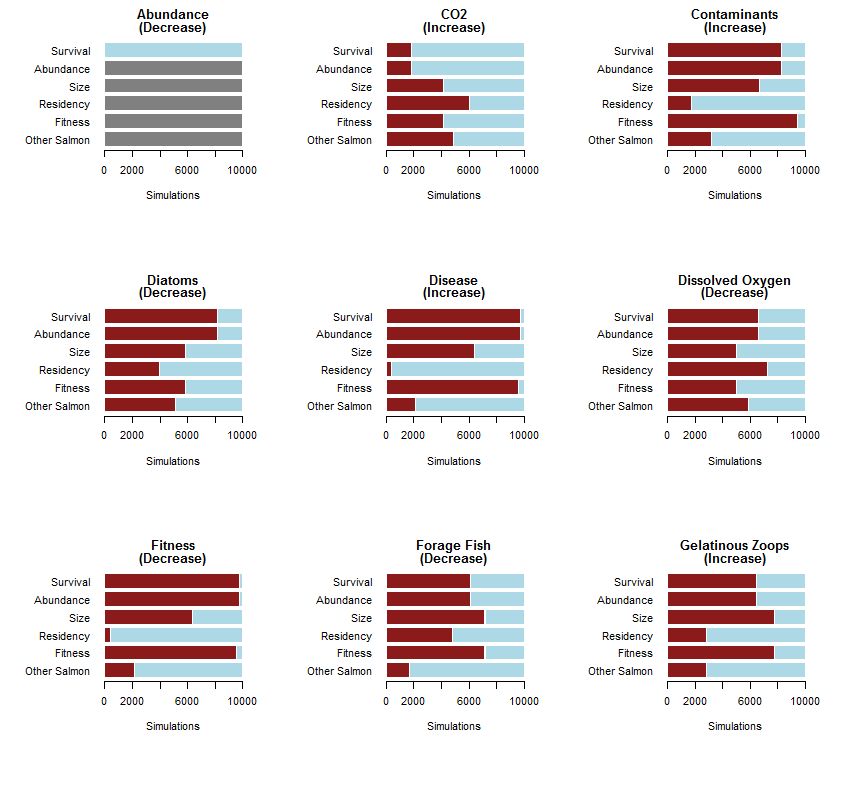 Abundance
(Decrease)
Survival
Abundance
Size
Residency
Fitness
Other Salmon
0 2000 6000 10000
Simulations
CO2
(Increase)
Survival
Abundance
Size
Residency
Fitness
Other Salmon
0 2000 6000 10000
Simulations
Contaminants
(Increase)
Survival
Abundance
Size
Residency
Fitness
Other Salmon
0 2000 6000 10000
Simulations
Diatoms
(Decrease)
Survival
Abundance
Size
Residency
Fitness
Other Salmon
0 2000 6000 10000
Simulations
Disease
(Increase)
Survival
Abundance
Size
Residency
Fitness
Other Salmon
0 2000 6000 10000
Simulations
Dissolved Oxygen
(Decrease)
Survival
Abundance
Size
Residency
Fitness
Other Salmon
0 2000 6000 10000
Simulations
Fitness
(Decrease)
Survival
Abundance
Size
Residency
Fitness
Other Salmon
0 2000 6000 10000
Simulations
Forage Fish
(Decrease)
Survival
Abundance
Size
Residency
Fitness
Other Salmon
0 2000 6000 10000
Simulations
Gelatinous Zoops
(Increase)
Survival
Abundance
Size
Residency
Fitness
Other Salmon
0 2000 6000 10000
Simulations